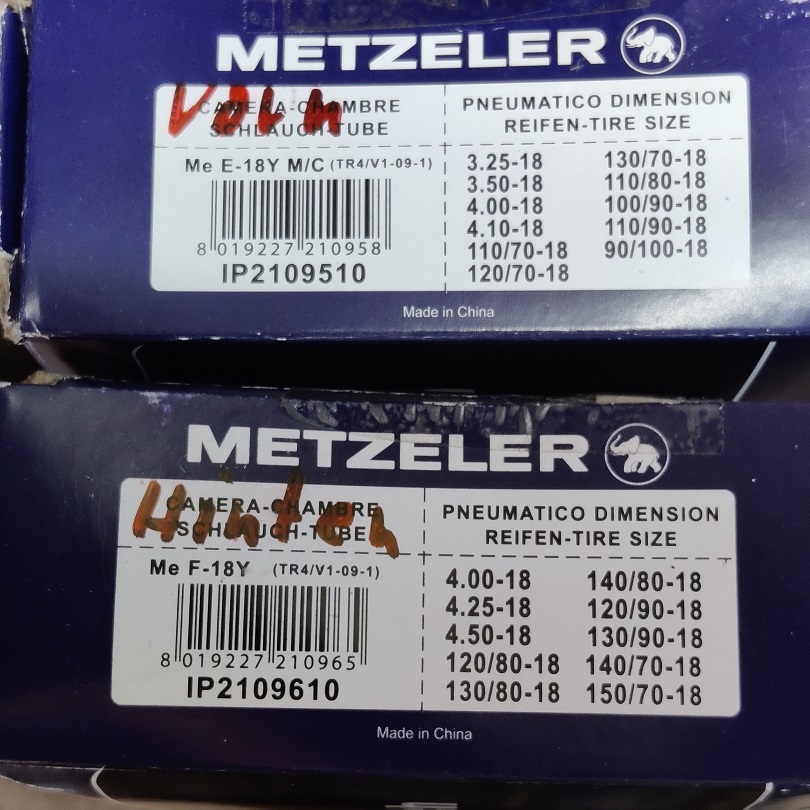 METZELER
Vorn
CAMERA-CHAMBRE
SCHLAUCH-TUBE
Me E-18Y M/C (TR4/V1-09-1)
8 019227 210958
IP2109510
PNEUMATICO DIMENSION
REIFEN-TIRE SIZE
3.25-18 130/70-18
3.50-18 110/80-18
4.00-18 100/90-18
4.10-18 110/90-18
110/70-18 90/100-18
120/70-18
Made in China
METZELER
Hinten
CAMERA-CHAMBRE
SCHLAUCH-TUBE
Me F-18Y (TR4/V1-09-1)
8 019227 210965
IP2109610
PNEUMATICO DIMENSION
REIFEN-TIRE SIZE
4.00-18 140/80-18
4.25-18 120/90-18
4.50-18 130/90-18
120/80-18 140/70-18
130/80-18 150/70-18
Made in China